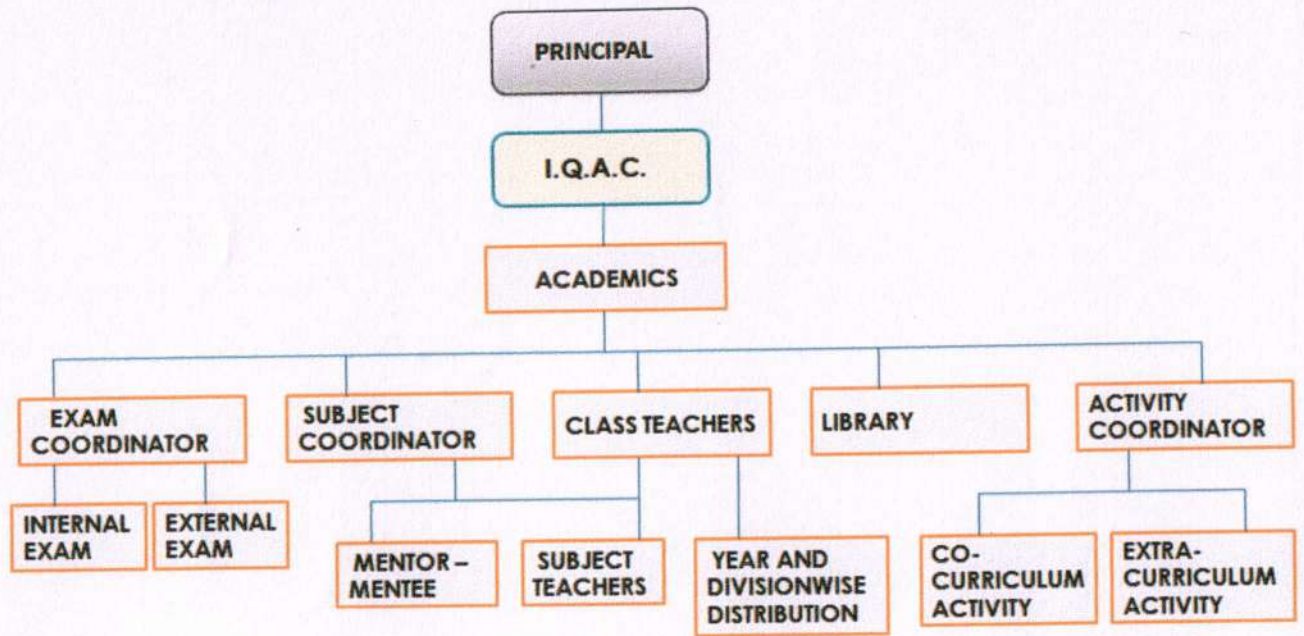 PRINCIPAL
I.Q.A.C.
ACADEMICS
EXAM
COORDINATOR
SUBJECT
COORDINATOR
CLASS TEACHERS
LIBRARY
ACTIVITY
COORDINATOR
INTERNAL
EXAM
EXTERNAL
EXAM
MENTOR –
MENTEE
SUBJECT
TEACHERS
YEAR AND
DIVISIONWISE
DISTRIBUTION
CO-
CURRICULUM
ACTIVITY
EXTRA-
CURRICULUM
ACTIVITY